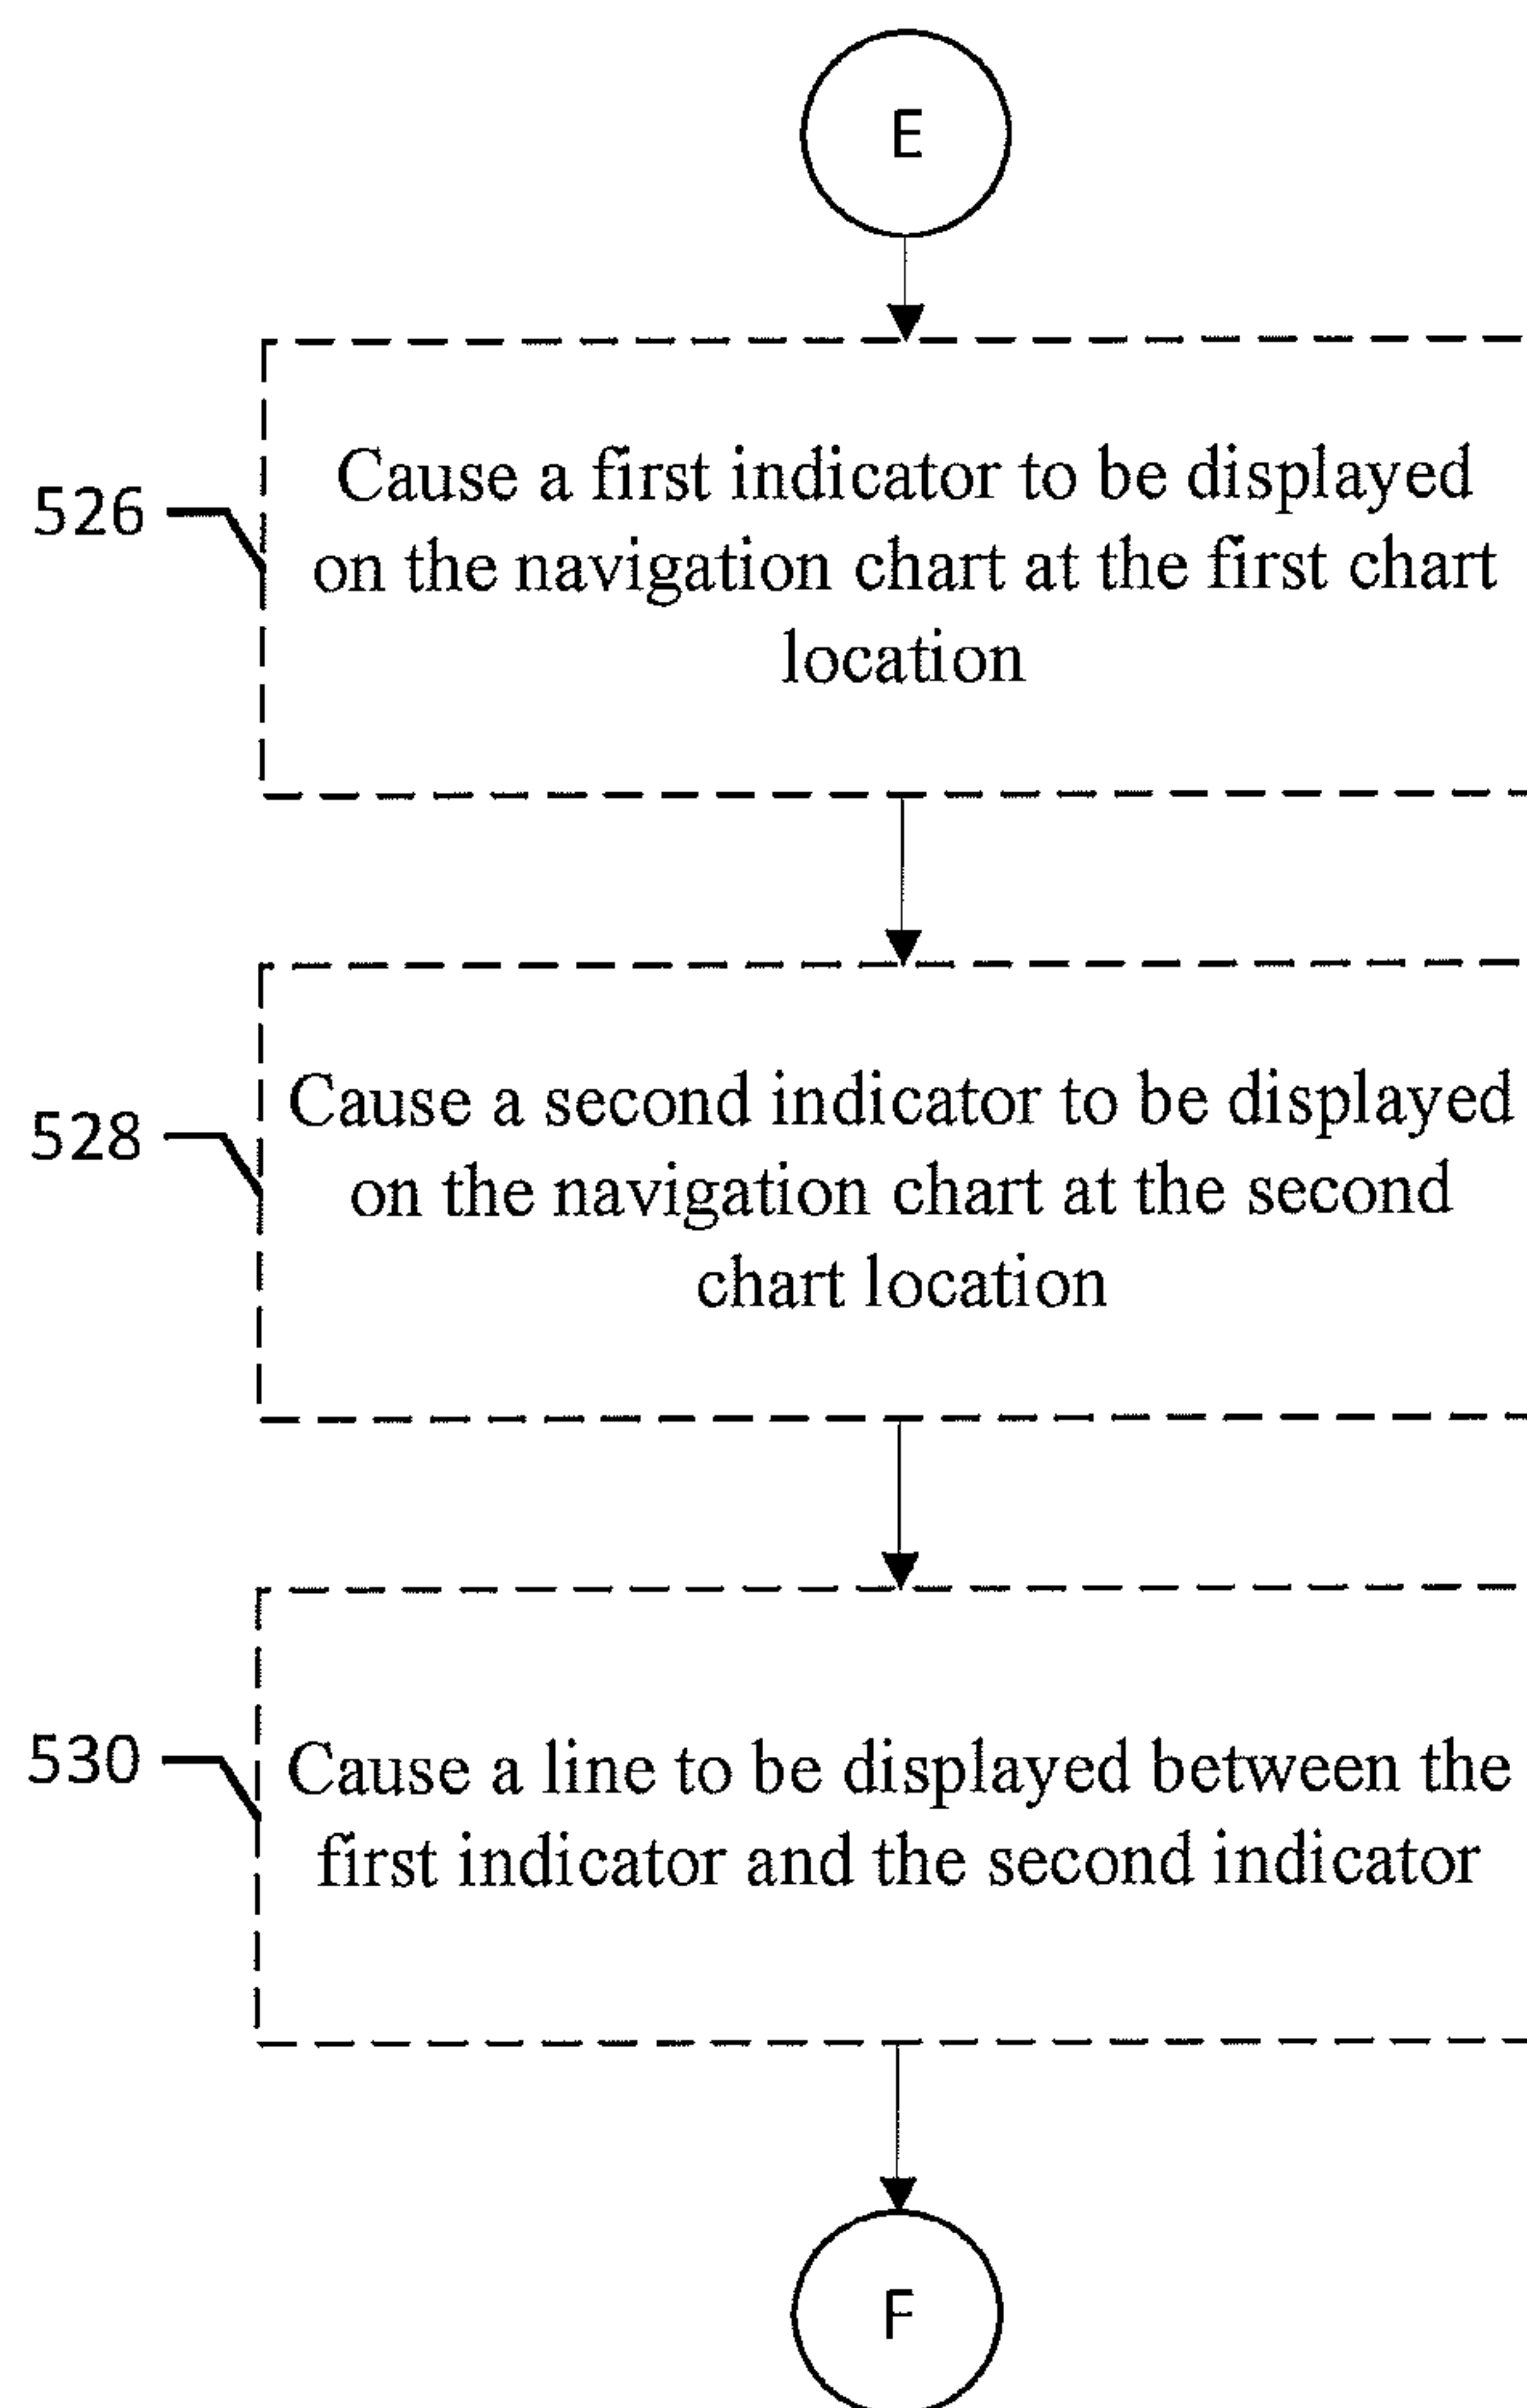 E
526
Cause a first indicator to be displayed
on the navigation chart at the first chart
location
528
Cause a second indicator to be displayed
on the navigation chart at the second
chart location
530
Cause a line to be displayed between the
first indicator and the second indicator
F